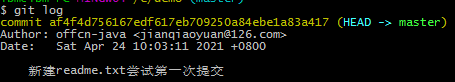 $ git log
commit af4f4d756167edf617eb709250a84ebe1a83a417 (HEAD -> master)
Author: offcn-java <jianqiaoyuan@126.com>
Date:   Sat Apr 24 10:03:11 2021 +0800
新建readme.txt尝试第一次提交